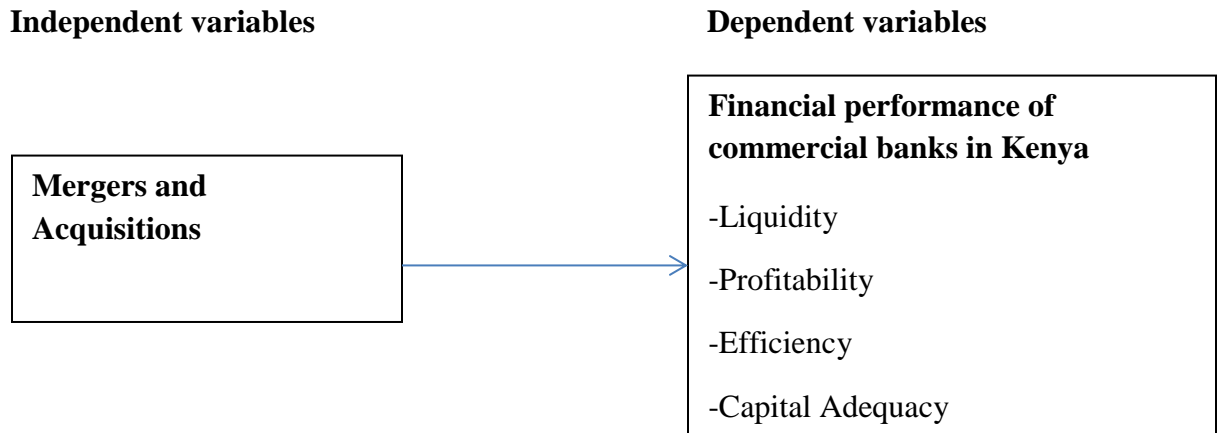 Independent variables
Dependent variables
Mergers and
Acquisitions
Financial performance of
commercial banks in Kenya
-Liquidity
-Profitability
-Efficiency
-Capital Adequacy